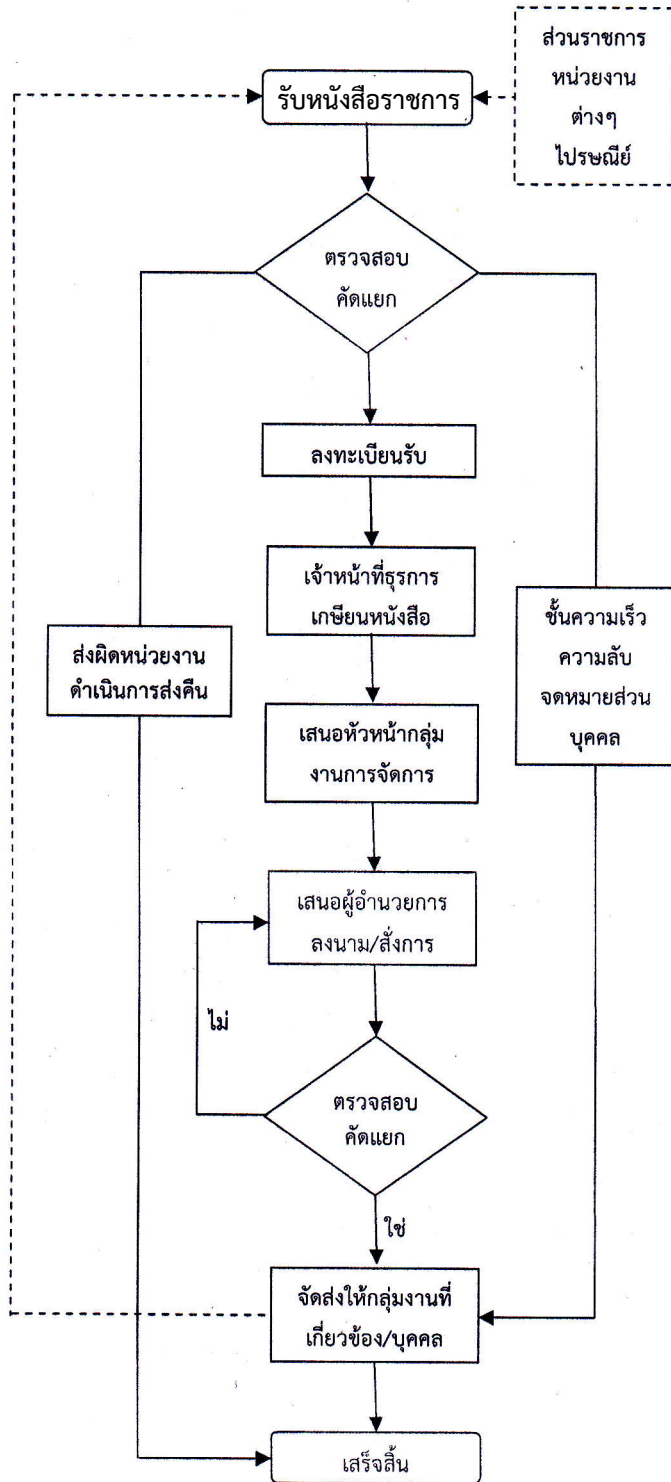 ส่วนราชการ
หน่วยงาน
ต่างๆ
ไปรษณีย์
รับหนังสือราชการ
ตรวจสอบ
คัดแยก
ลงทะเบียนรับ
เจ้าหน้าที่ธุรการ
เกษียนหนังสือ
ส่งผิดหน่วยงาน
ดำเนินการส่งคืน
ชั้นความเร็ว
ความลับ
จดหมายส่วน
บุคคล
เสนอหัวหน้ากลุ่ม
งานการจัดการ
เสนอผู้อำนวยการ
ลงนาม/สั่งการ
ไม่
ตรวจสอบ
คัดแยก
ใช่
จัดส่งให้กลุ่มงานที่
เกี่ยวข้อง/บุคคล
เสร็จสิ้น